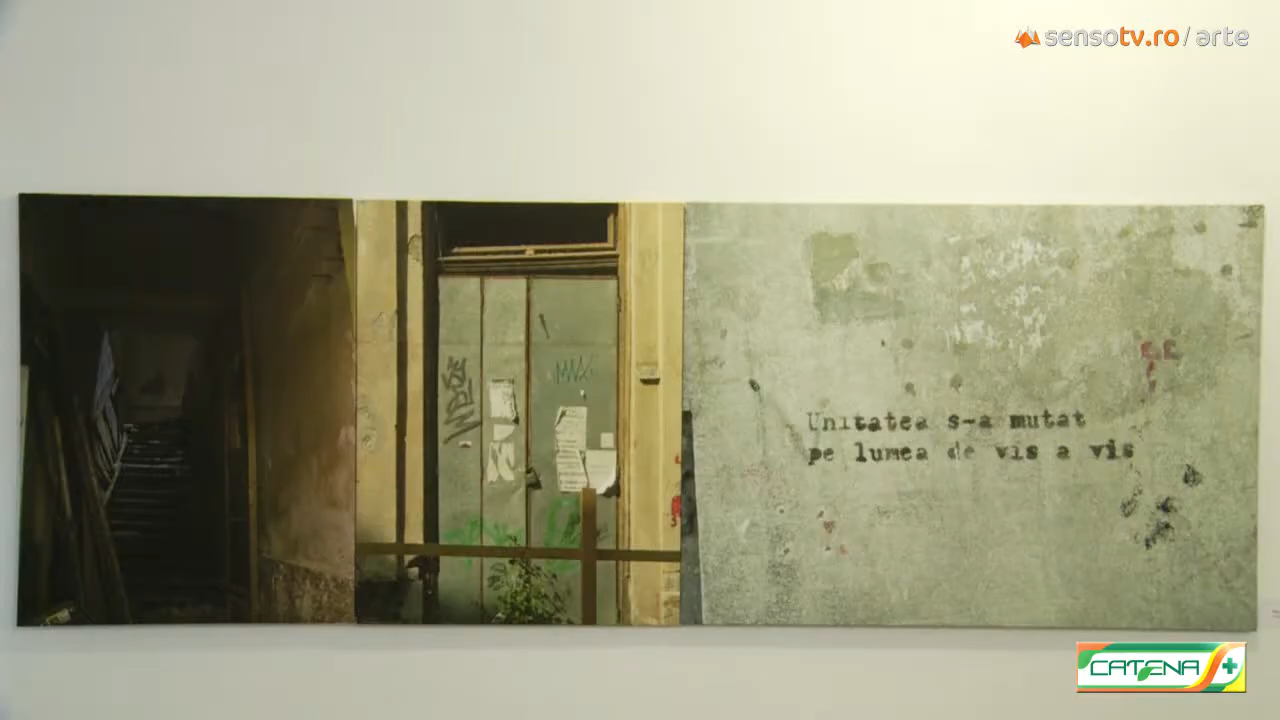 sensotv.ro/arte
Unitatea s-a mutat
pe lumea de vis a vis
CATENA